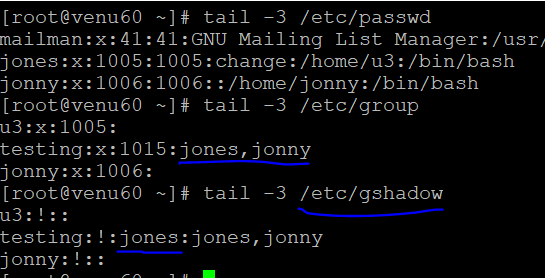 [root@venu60 ~]# tail -3 /etc/passwd
mailman:x:41:41:GNU Mailing List Manager:/usr/
jones:x:1005:1005:change:/home/u3:/bin/bash
jonny:x:1006:1006::/home/jonny:/bin/bash
[root@venu60 ~]# tail -3 /etc/group
u3:x:1005:
testing:x:1015:jones,jonny
jonny:x:1006:
[root@venu60 ~]# tail -3 /etc/gshadow
u3:!::
testing:!:jones:jones,jonny
jonny:!::
[root@venu60 ~]#